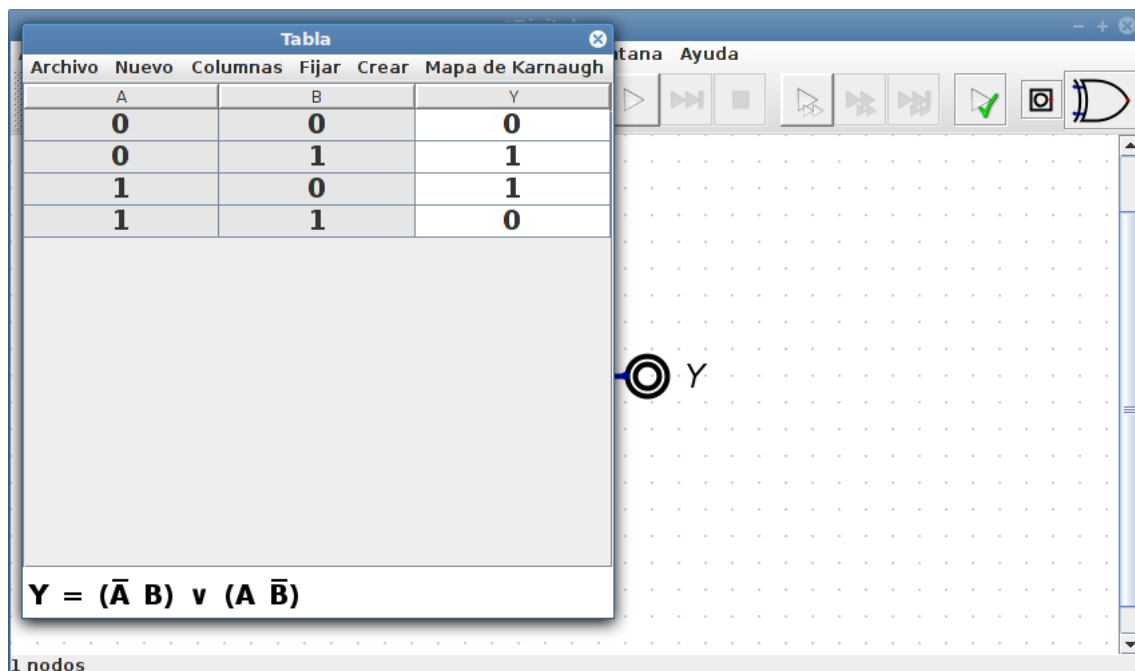 Tabla
Ayuda
Archivo Nuevo Columnas Fijar Crear Mapa de Karnaugh
A B Y
0 0 0
0 1 1
1 0 1
1 1 0
Y
Y = (A̅ B) ∨ (A B̅)
1 nodos